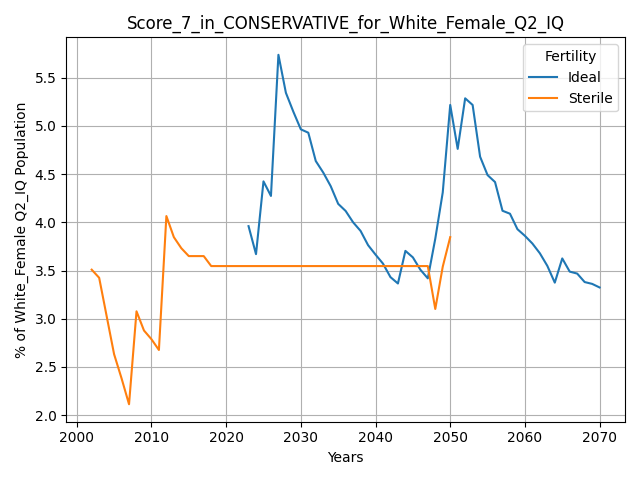 Score_7_in_CONSERVATIVE_for_White_Female_Q2_IQ
Fertility
Ideal
Sterile
% of White_Female Q2_IQ Population
5.5
5.0
4.5
4.0
3.5
3.0
2.5
2.0
2000 2010 2020 2030 2040 2050 2060 2070
Years